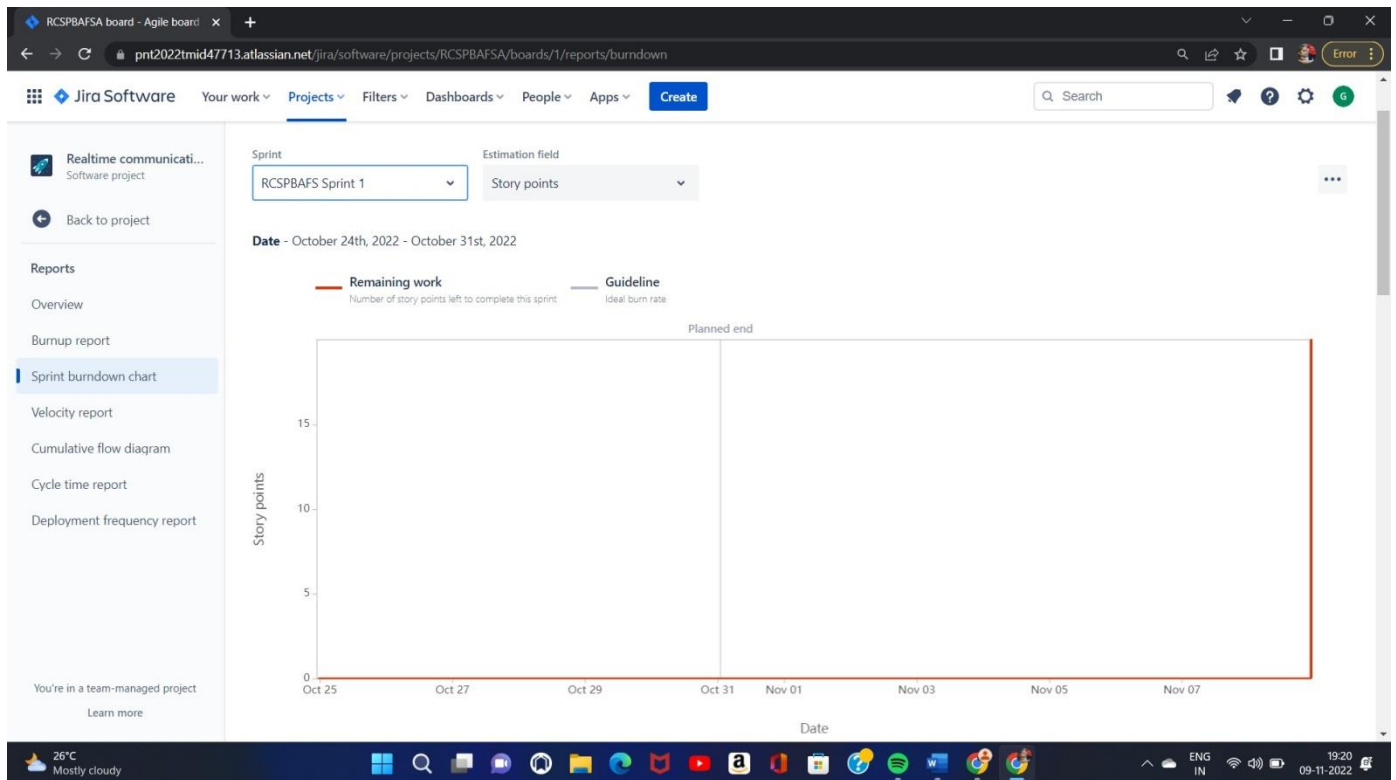 RCSPBAFSA board - Agile board
pnt2022tmid47713.atlassian.net/jira/software/projects/RCSPBAFSA/boards/1/reports/burndown
Error
Jira Software
Your work
Projects
Filters
Dashboards
People
Apps
Create
Search
G
Realtime communicati...
Software project
Back to project
Reports
Overview
Burnup report
Sprint burndown chart
Velocity report
Cumulative flow diagram
Cycle time report
Deployment frequency report
You're in a team-managed project
Learn more
Sprint
Estimation field
RCSPBAFS Sprint 1
Story points
Date - October 24th, 2022 - October 31st, 2022
Remaining work
Number of story points left to complete this sprint
Guideline
Ideal burn rate
Planned end
15
10
5
0
Story points
Oct 25 Oct 27 Oct 29 Oct 31 Nov 01 Nov 03 Nov 05 Nov 07
Date
26°C
Mostly cloudy
ENG
IN
19:20
09-11-2022